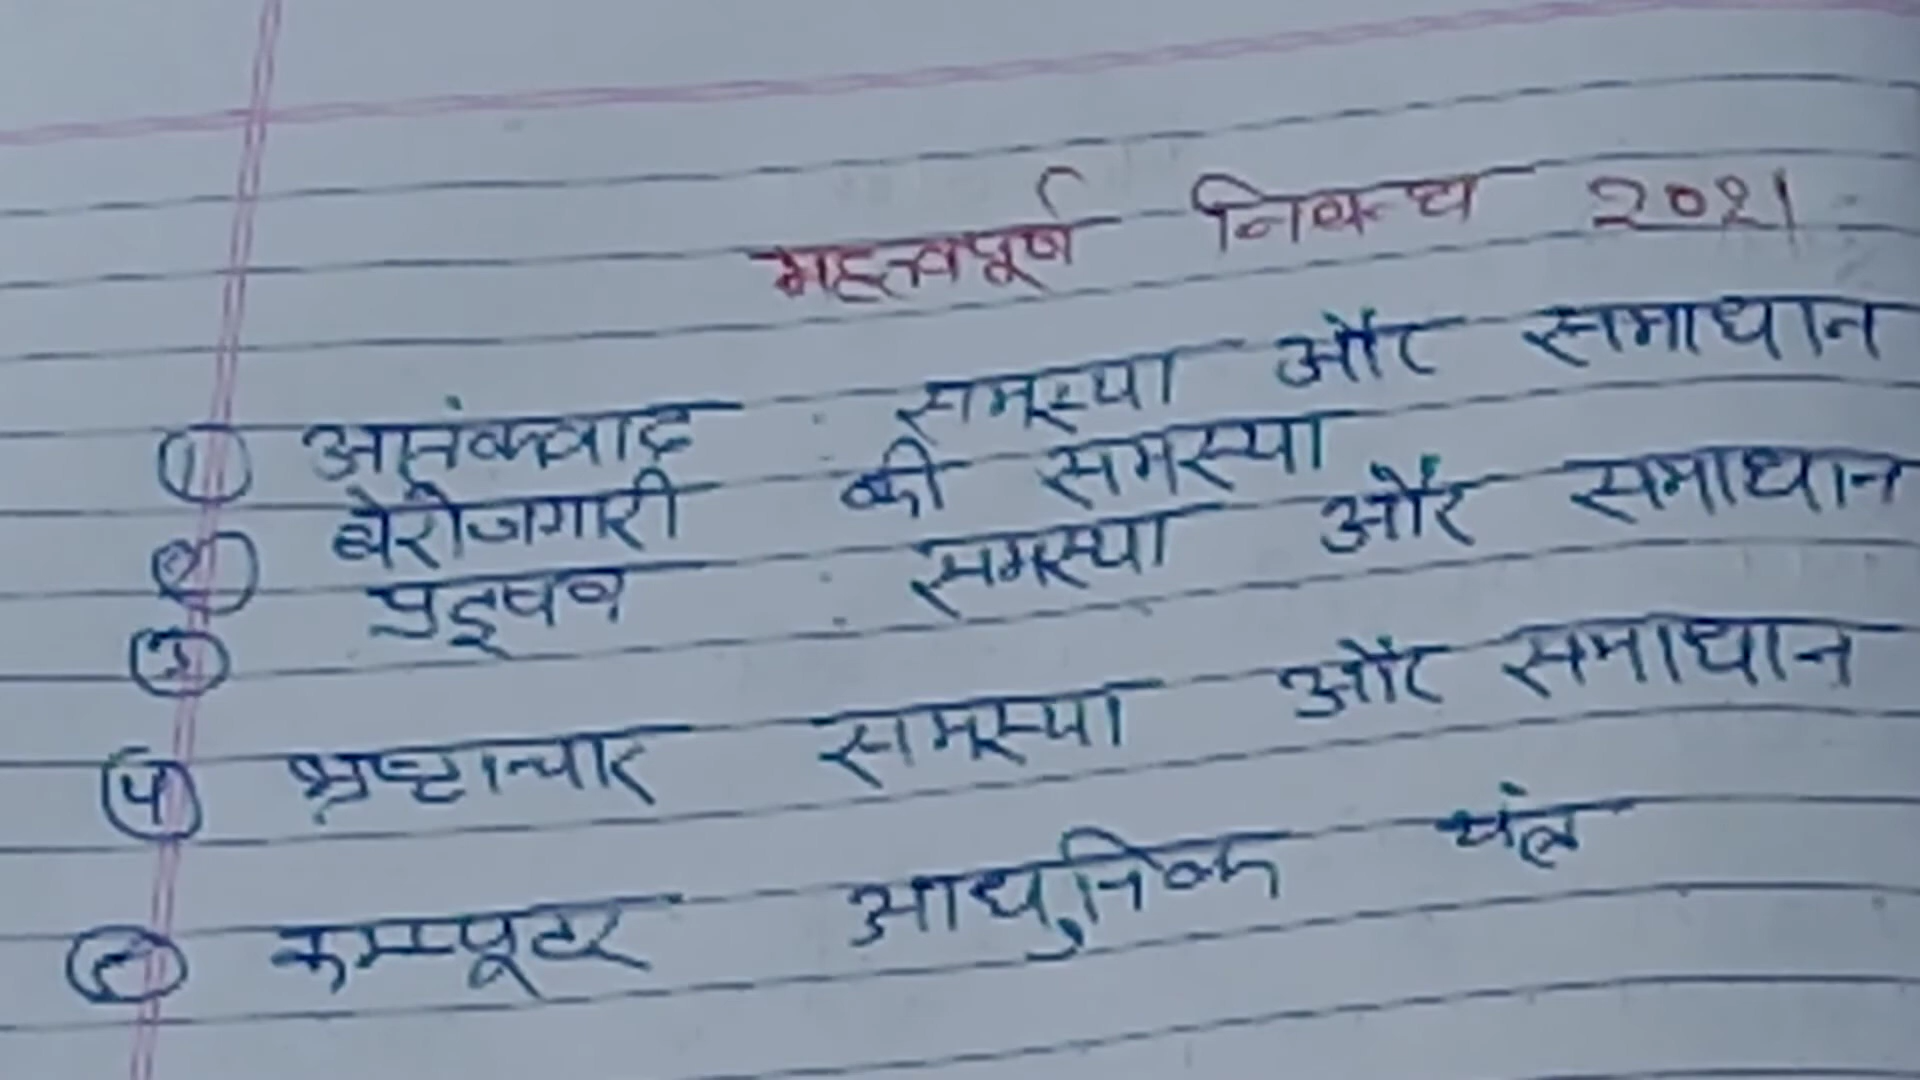 महत्वपूर्ण निबन्ध २०२१
① आतंकवाद : समस्या और समाधान
② बेरोजगारी की समस्या
③ प्रदूषण : समस्या और समाधान
④ भ्रष्टाचार समस्या और समाधान
⑤ कम्प्यूटर आधुनिक यंत्र